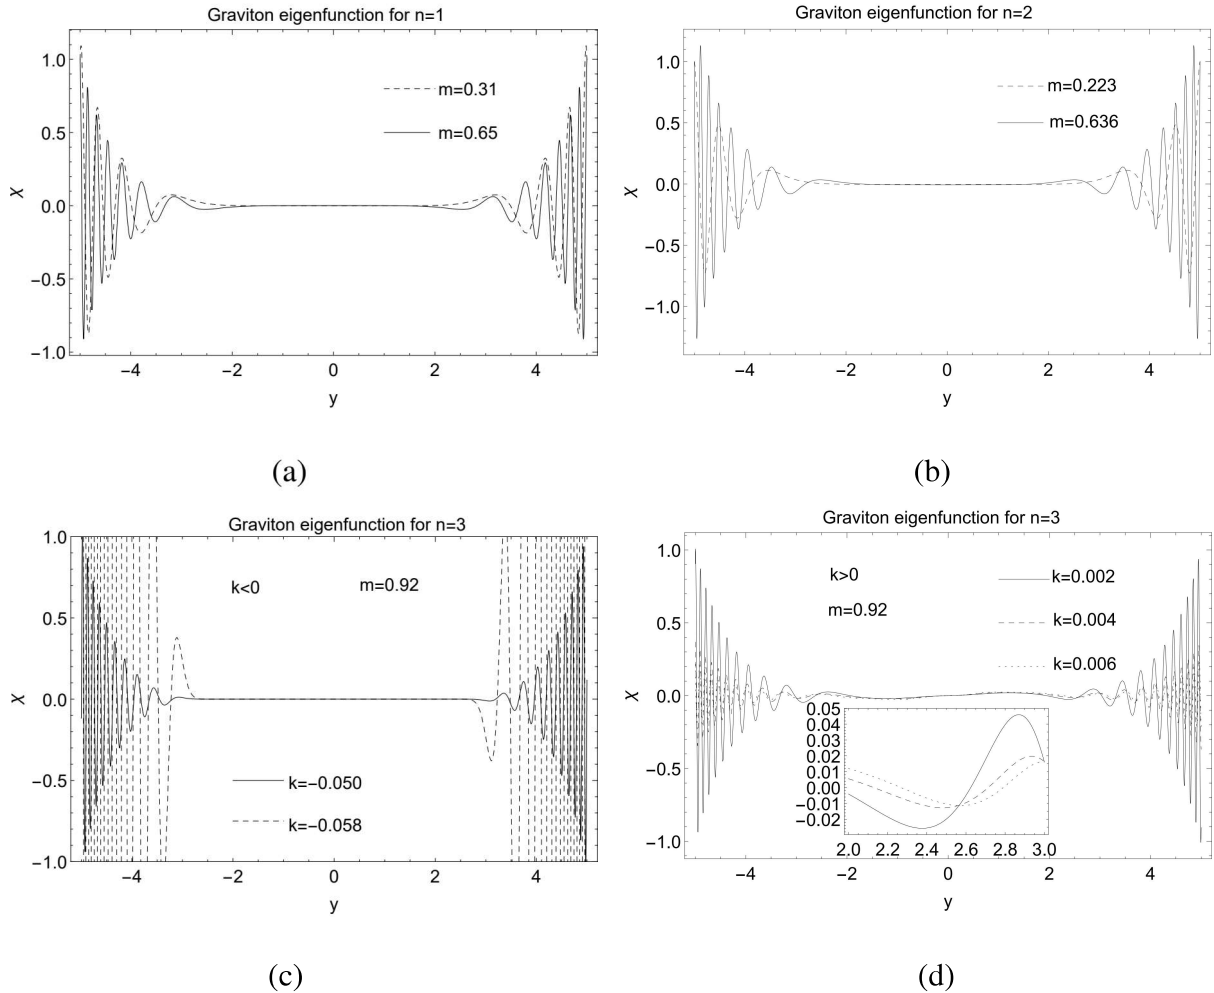 Graviton eigenfunction for n=1
1.0
0.5
0.0
−0.5
−1.0
χ
m=0.31
m=0.65
−4 −2 0 2 4
y
(a)
Graviton eigenfunction for n=2
1.0
0.5
0.0
−0.5
−1.0
χ
m=0.223
m=0.636
−4 −2 0 2 4
y
(b)
Graviton eigenfunction for n=3
1.0
0.5
0.0
−0.5
−1.0
χ
k<0 m=0.92
k=−0.050
k=−0.058
−4 −2 0 2 4
y
(c)
Graviton eigenfunction for n=3
1.0
0.5
0.0
−0.5
−1.0
χ
k>0
m=0.92
k=0.002
k=0.004
k=0.006
0.05
0.04
0.03
0.02
0.01
0.00
−0.01
−0.02
2.0 2.2 2.4 2.6 2.8 3.0
−4 −2 0 2 4
y
(d)